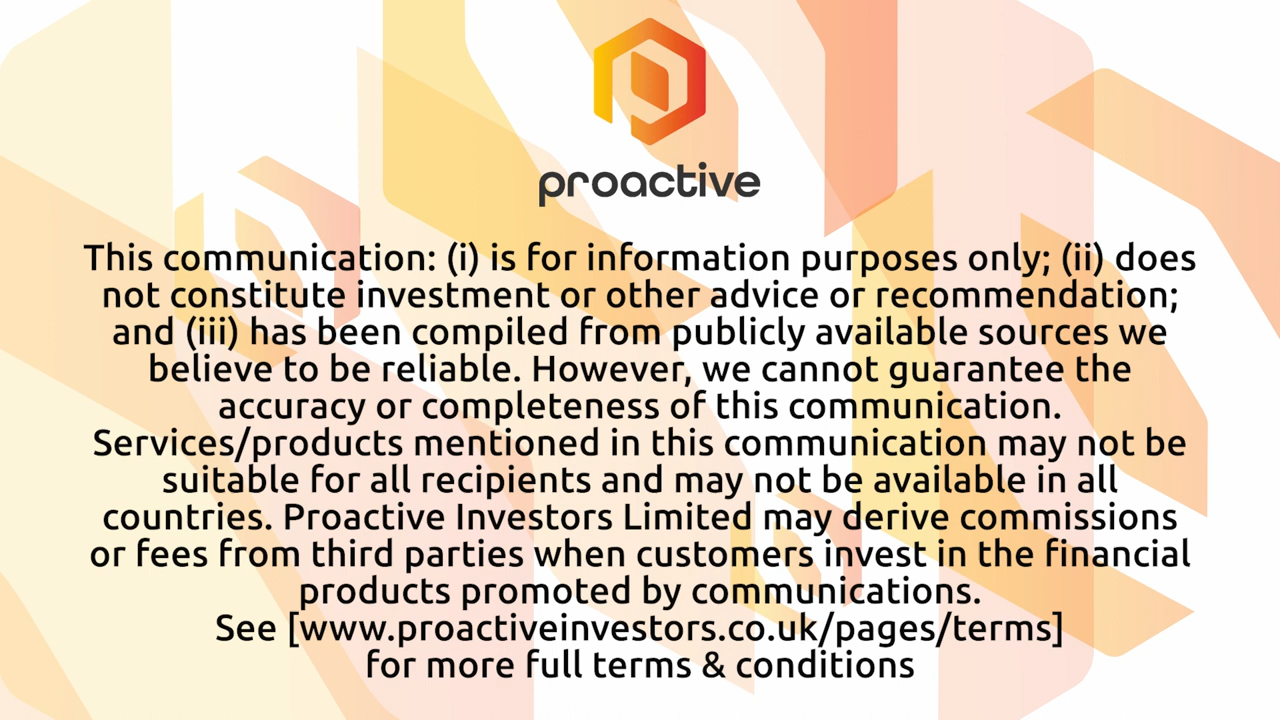 proactive
This communication: (i) is for information purposes only; (ii) does
not constitute investment or other advice or recommendation;
and (iii) has been compiled from publicly available sources we
believe to be reliable. However, we cannot guarantee the
accuracy or completeness of this communication.
Services/products mentioned in this communication may not be
suitable for all recipients and may not be available in all
countries. Proactive Investors Limited may derive commissions
or fees from third parties when customers invest in the financial
products promoted by communications.
See [www.proactiveinvestors.co.uk/pages/terms]
for more full terms & conditions